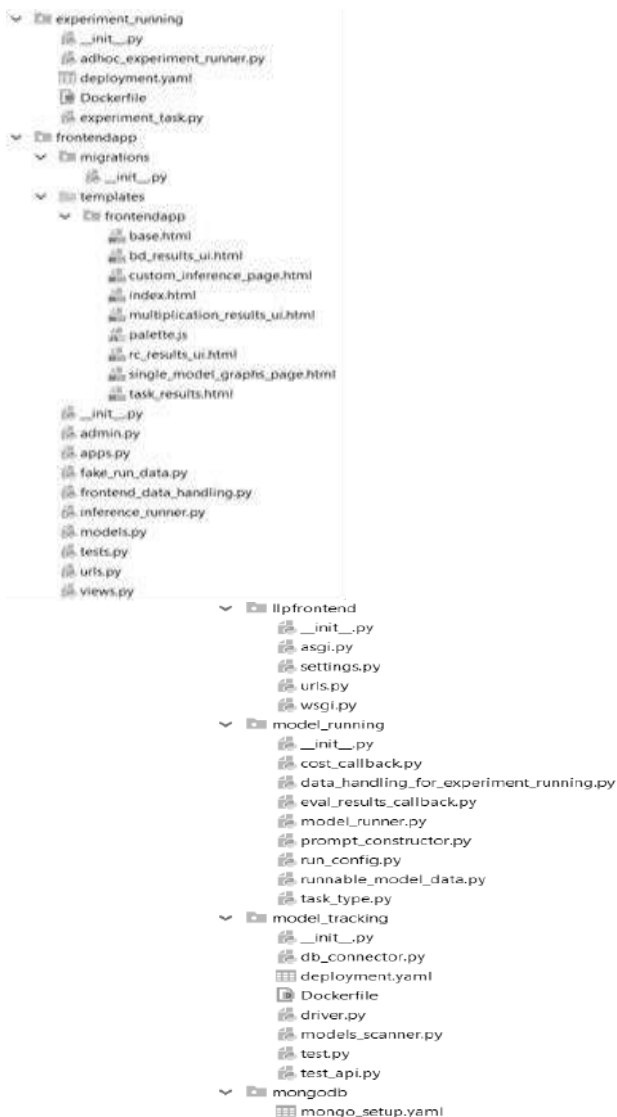 experiment_running
__init__.py
adhoc_experiment_runner.py
deployment.yaml
Dockerfile
experiment_task.py
frontendapp
migrations
__init__.py
templates
frontendapp
base.html
bd_results_ui.html
custom_inference_page.html
index.html
multiplication_results_ui.html
palette.js
rc_results_ui.html
single_model_graphs_page.html
task_results.html
__init__.py
admin.py
apps.py
fake_run_data.py
frontend_data_handling.py
inference_runner.py
models.py
tests.py
urls.py
views.py
llpfrontend
__init__.py
asgi.py
settings.py
urls.py
wsgi.py
model_running
__init__.py
cost_callback.py
data_handling_for_experiment_running.py
eval_results_callback.py
model_runner.py
prompt_constructor.py
run_config.py
runnable_model_data.py
task_type.py
model_tracking
__init__.py
db_connector.py
deployment.yaml
Dockerfile
driver.py
models_scanner.py
test.py
test_api.py
mongodb
mongo_setup.yaml